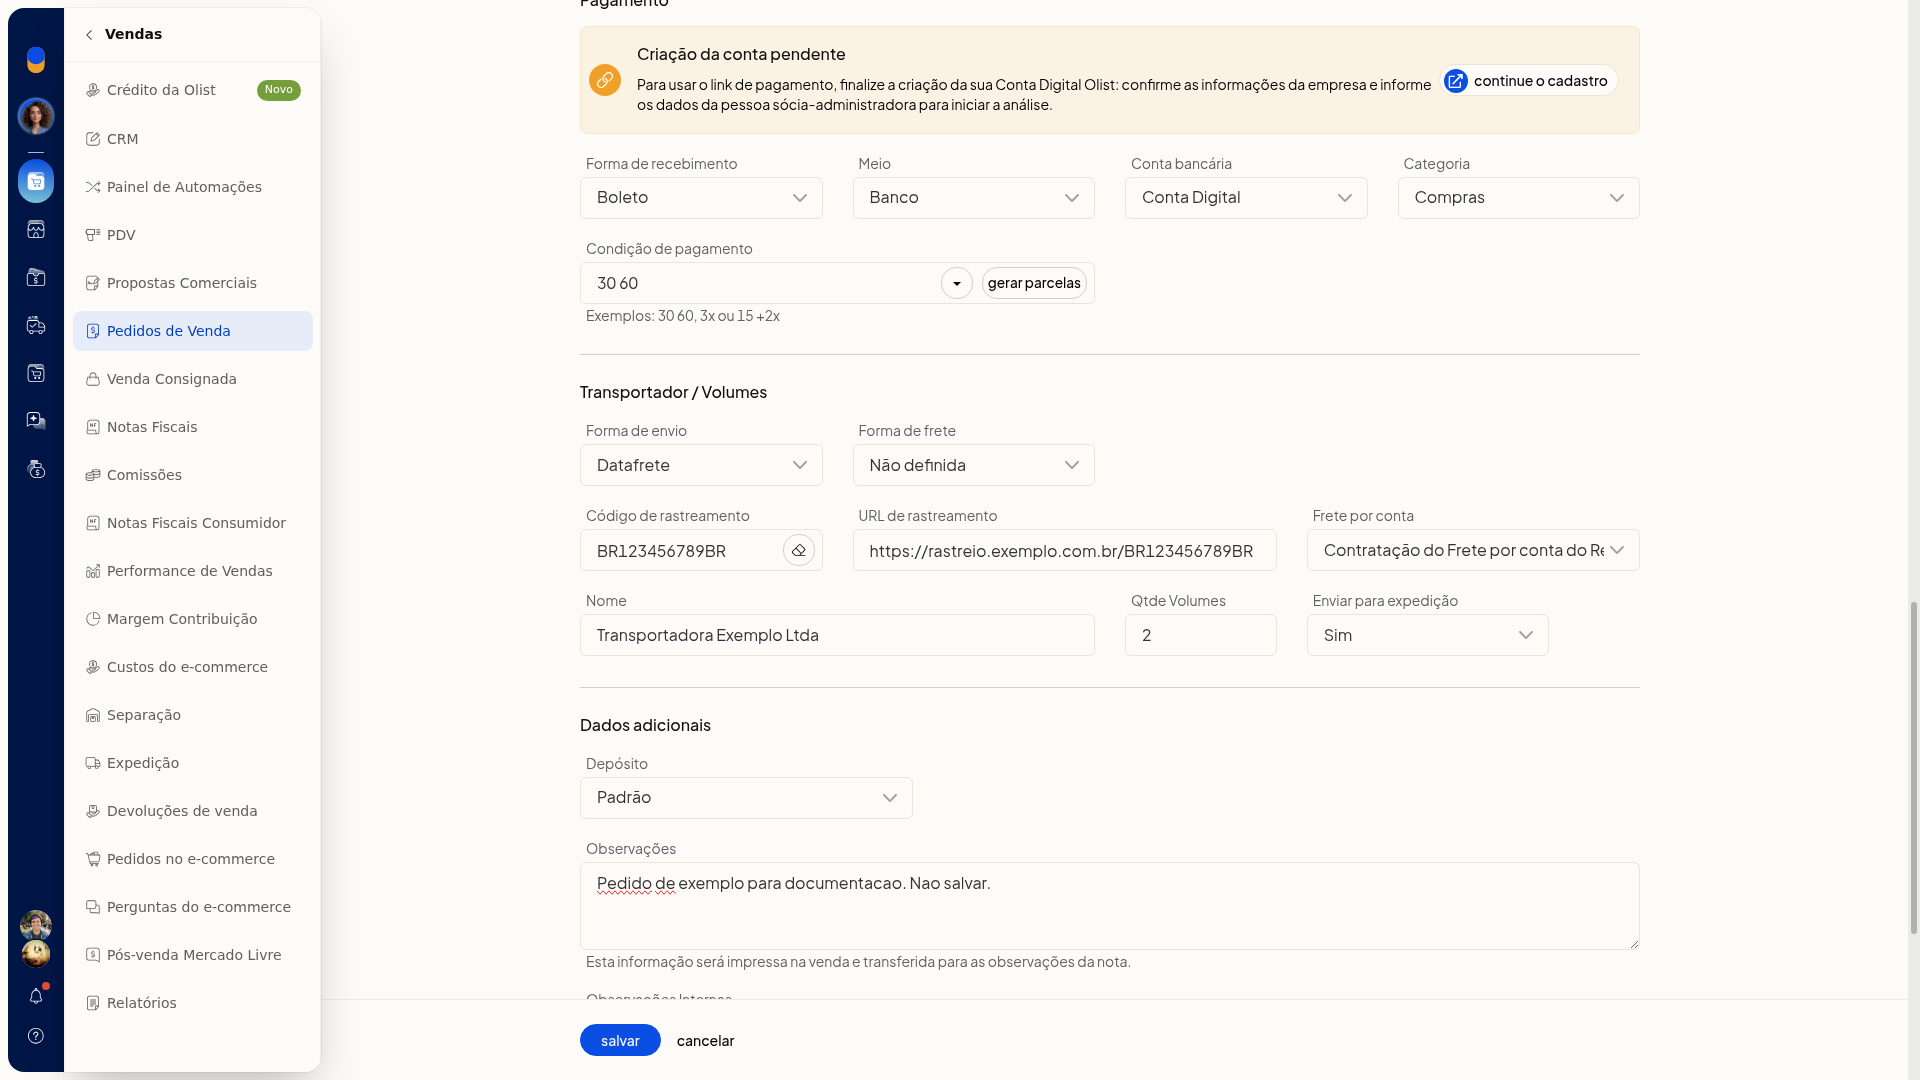 Vendas
Crédito da Olist
Novo
CRM
Painel de Automações
PDV
Propostas Comerciais
Pedidos de Venda
Venda Consignada
Notas Fiscais
Comissões
Notas Fiscais Consumidor
Performance de Vendas
Margem Contribuição
Custos do e-commerce
Separação
Expedição
Devoluções de venda
Pedidos no e-commerce
Perguntas do e-commerce
Pós-venda Mercado Livre
Relatórios
Pagamento
Criação da conta pendente
Para usar o link de pagamento, finalize a criação da sua Conta Digital Olist: confirme as informações da empresa e informe
os dados da pessoa sócia-administradora para iniciar a análise.
continue o cadastro
Forma de recebimento
Meio
Conta bancária
Categoria
Boleto
Banco
Conta Digital
Compras
Condição de pagamento
30 60
gerar parcelas
Exemplos: 30 60, 3x ou 15 +2x
Transportador / Volumes
Forma de envio
Forma de frete
Datafrete
Não definida
Código de rastreamento
URL de rastreamento
Frete por conta
BR123456789BR
https://rastreio.exemplo.com.br/BR123456789BR
Contratação do Frete por conta do Re
Nome
Qtde Volumes
Enviar para expedição
Transportadora Exemplo Ltda
2
Sim
Dados adicionais
Depósito
Padrão
Observações
Pedido de exemplo para documentacao. Nao salvar.
Esta informação será impressa na venda e transferida para as observações da nota.
Observações Internas
salvar
cancelar